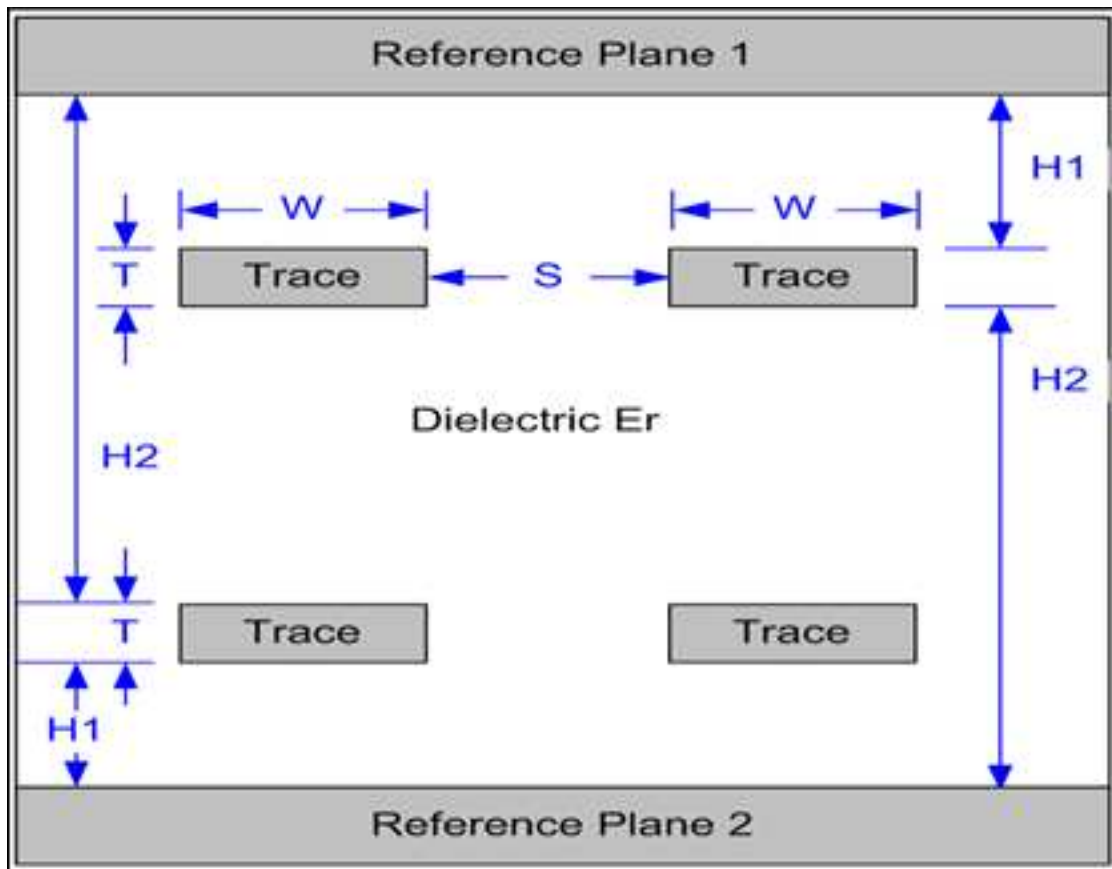 Reference Plane 1
H1
W
W
T
Trace
S
Trace
H2
Dielectric Er
H2
T
Trace
Trace
H1
Reference Plane 2